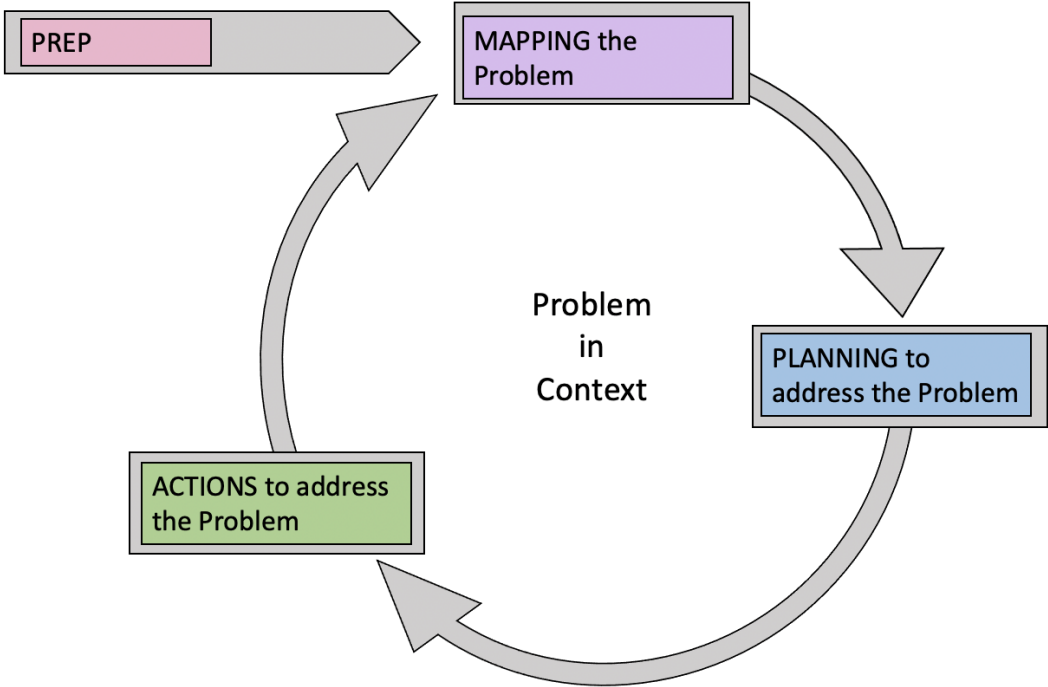 PREP
MAPPING the
Problem
Problem
in
Context
PLANNING to
address the Problem
ACTIONS to address
the Problem